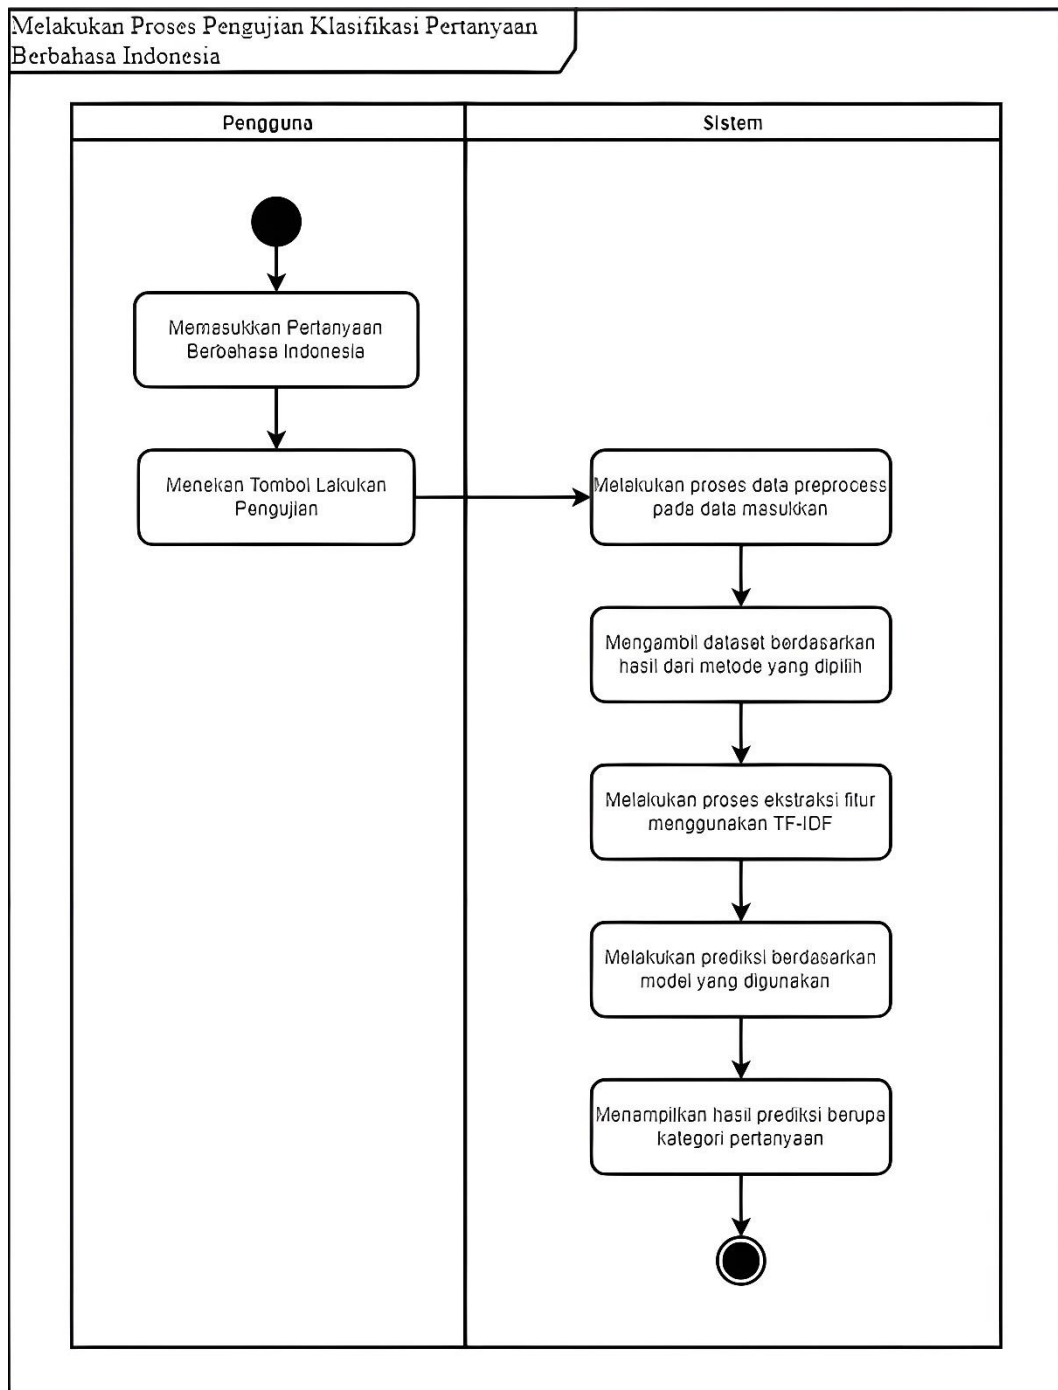 Melakukan Proses Pengujian Klasifikasi Pertanyaan
Berbahasa Indonesia
Pengguna
Sistem
Memasukkan Pertanyaan
Berbahasa Indonesia
Menekan Tombol Lakukan
Pengujian
Melakukan proses data preprocess
pada data masukkan
Mengambil dataset berdasarkan
hasil dari metode yang dipilih
Melakukan proses ekstraksi fitur
menggunakan TF-IDF
Melakukan prediksi berdasarkan
model yang digunakan
Menampilkan hasil prediksi berupa
kategori pertanyaan